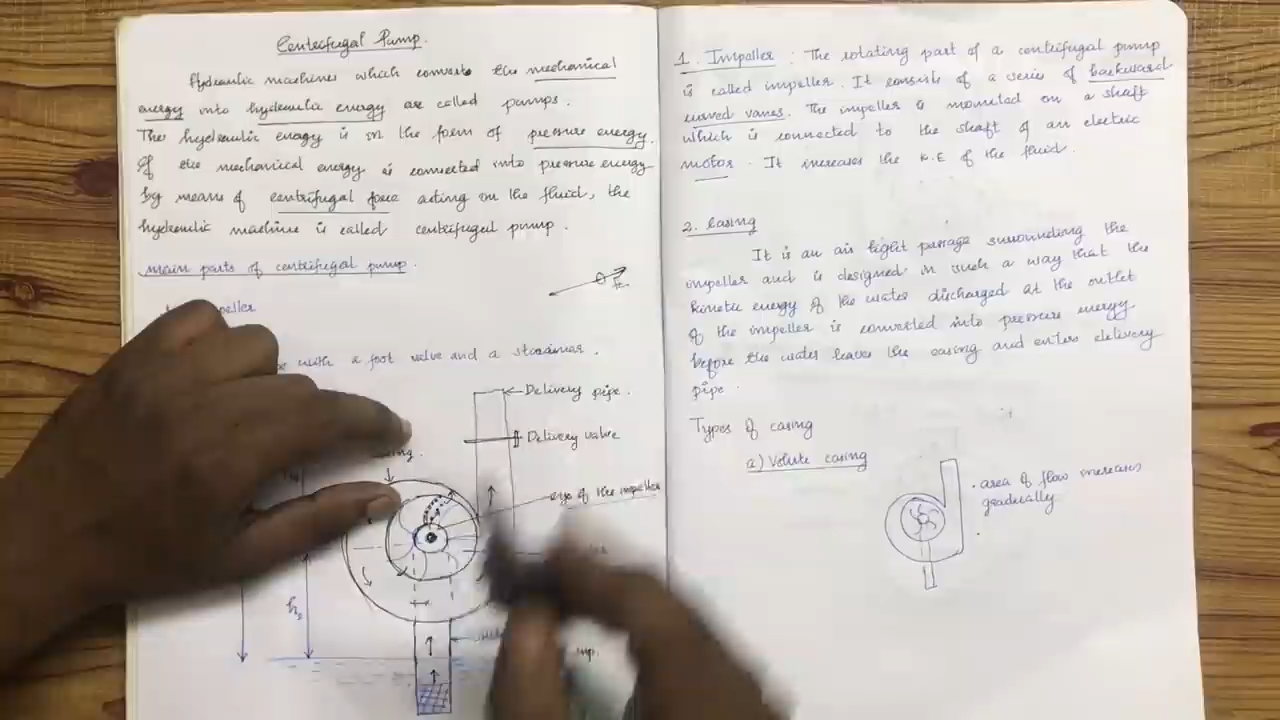 Centrifugal Pump.
Hydraulic machines which converts the mechanical
energy into hydraulic energy are called pumps.
The hydraulic energy is in the form of pressure energy.
If the mechanical energy is converted into pressure energy
by means of centrifugal force acting on the fluid, the
hydraulic machine is called centrifugal pump.
main parts of centrifugal pump.
impeller
with a foot valve and a strainer.
Delivery pipe.
Delivery valve
eye of the impeller
hs
1. Impeller : The rotating part of a centrifugal pump
is called impeller. It consists of a series of backward
curved vanes. The impeller is mounted on a shaft
which is connected to the shaft of an electric
motor. It increases the K.E of the fluid.
2. Casing
It is an air tight passage surrounding the
impeller and is designed in such a way that the
kinetic energy of the water discharged at the outlet
of the impeller is converted into pressure energy
before the water leaves the casing and enters delivery
pipe.
Types of casing
a) Volute casing
. area of flow increases
gradually.